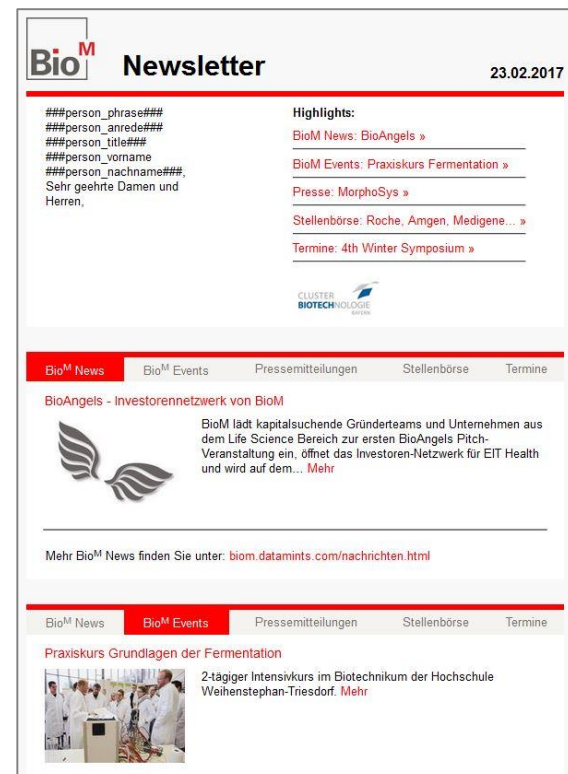 Bio M
Newsletter
23.02.2017
###person_phrase###
###person_anrede###
###person_title###
###person_vorname
###person_nachname###,
Sehr geehrte Damen und
Herren,
Highlights:
BioM News: BioAngels »
BioM Events: Praxiskurs Fermentation »
Presse: MorphoSys »
Stellenbörse: Roche, Amgen, Medigene... »
Termine: 4th Winter Symposium »
CLUSTER
BIOTECHNOLOGIE
BAYERN
BioM News BioM Events Pressemitteilungen Stellenbörse Termine
BioAngels - Investorennetzwerk von BioM
BioM lädt kapitalsuchende Gründerteams und Unternehmen aus
dem Life Science Bereich zur ersten BioAngels Pitch-
Veranstaltung ein, öffnet das Investoren-Netzwerk für EIT Health
und wird auf dem... Mehr
Mehr BioM News finden Sie unter: biom.datamints.com/nachrichten.html
BioM News BioM Events Pressemitteilungen Stellenbörse Termine
Praxiskurs Grundlagen der Fermentation
2-tägiger Intensivkurs im Biotechnikum der Hochschule
Weihenstephan-Triesdorf. Mehr